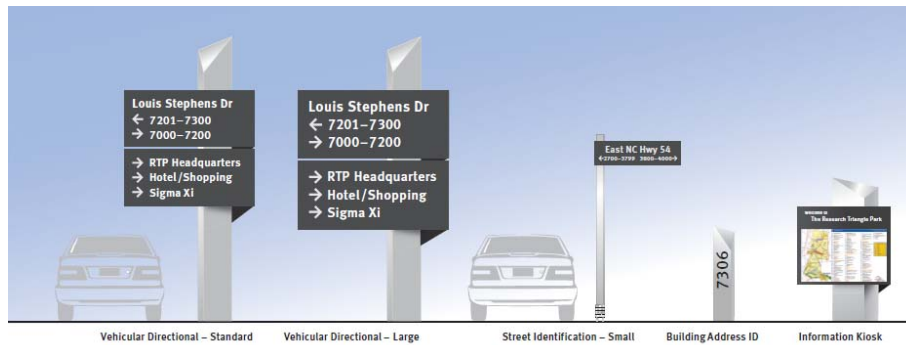 Louis Stephens Dr
← 7201–7300
→ 7000–7200
→ RTP Headquarters
→ Hotel/Shopping
→ Sigma Xi
Louis Stephens Dr
← 7201–7300
→ 7000–7200
→ RTP Headquarters
→ Hotel/Shopping
→ Sigma Xi
East NC Hwy 54
←2700–3799 3800–4000→
7306
WELCOME TO
The Research Triangle Park
Vehicular Directional – Standard
Vehicular Directional – Large
Street Identification – Small
Building Address ID
Information Kiosk